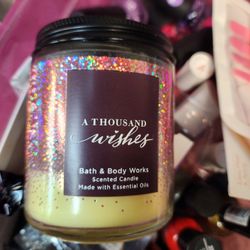 A THOUSAND
wishes
Bath & Body Works
Scented Candle
Made with Essential Oils